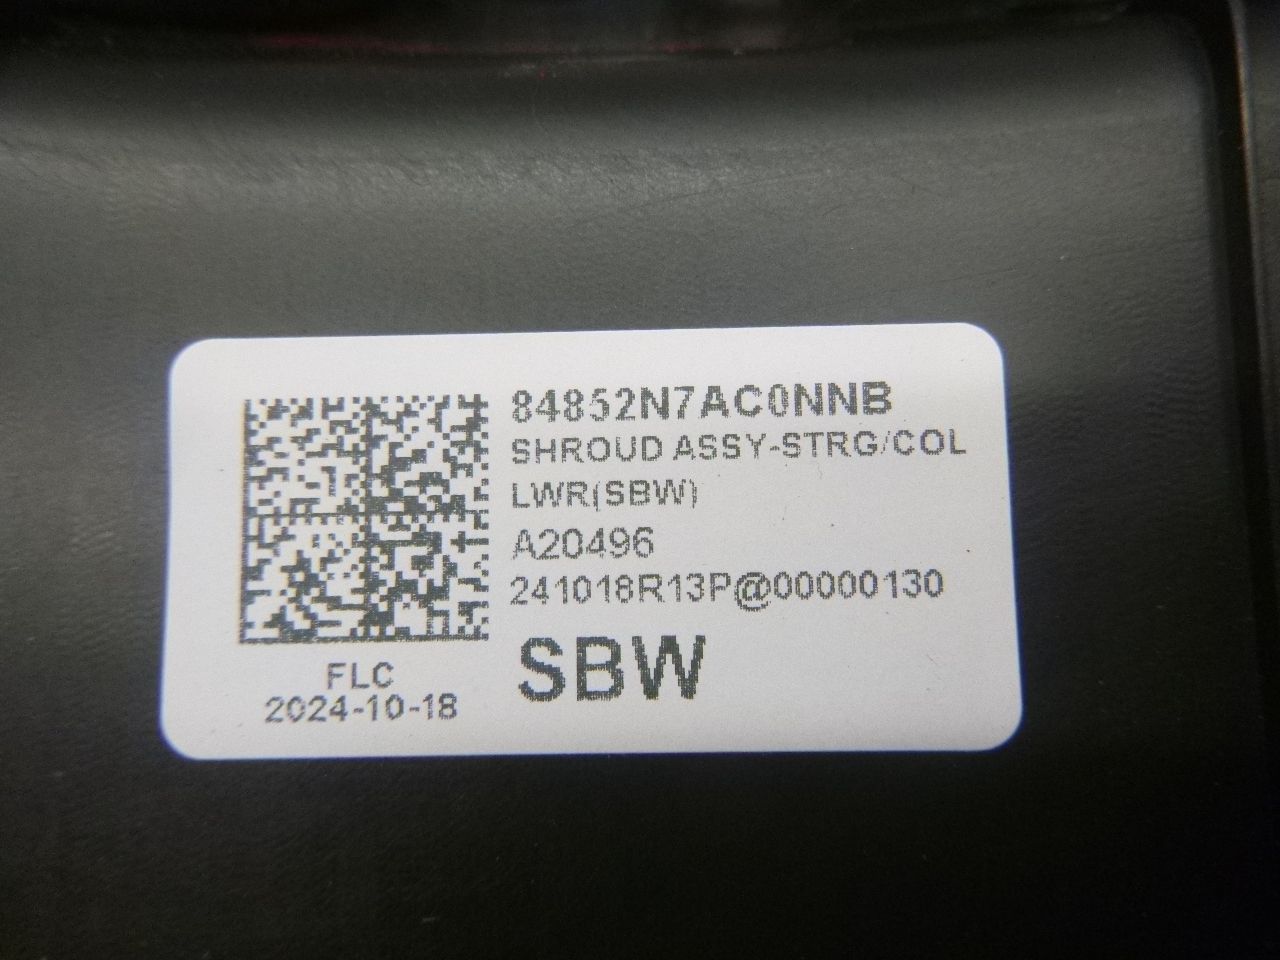 84852N7AC0NNB
SHROUD ASSY-STRG/COL
LWR(SBW)
A20496
241018R13P@00000130
SBW
FLC
2024-10-18